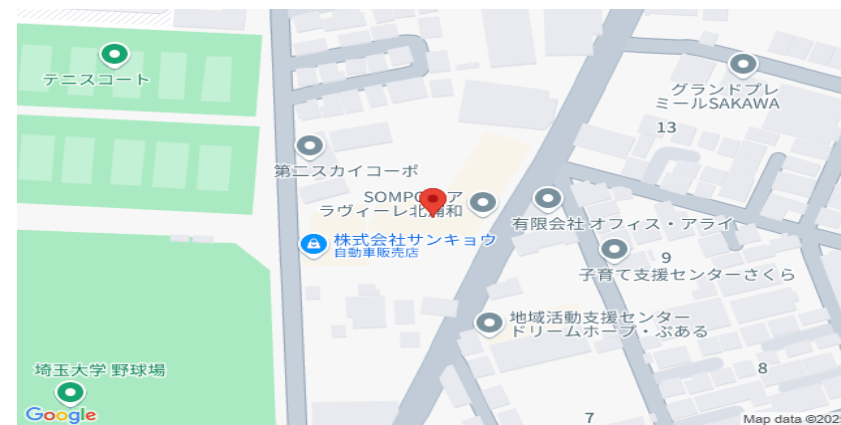 テニスコート
グランドプレ
ミールSAKAWA
13
第二スカイコーポ
SOMPO
ラヴィーレ北浦和
有限会社 オフィス・アライ
株式会社サンキョウ
自動車販売店
9
子育て支援センターさくら
地域活動支援センター
ドリームホープ・ぷある
埼玉大学 野球場
8
7
Google
Map data ©202